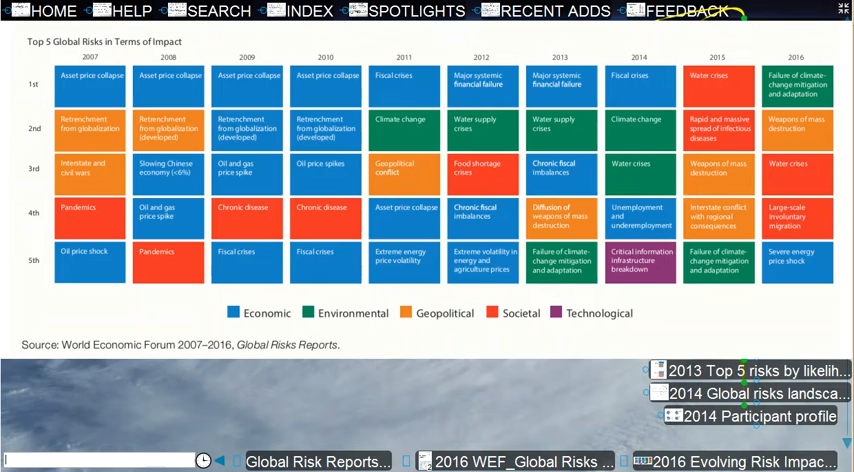 HOME HELP SEARCH INDEX SPOTLIGHTS RECENT ADDS FEEDBACK
Top 5 Global Risks in Terms of Impact
2007 2008 2009 2010 2011 2012 2013 2014 2015 2016
1st
Asset price collapse
Asset price collapse
Asset price collapse
Asset price collapse
Fiscal crises
Major systemic
financial failure
Major systemic
financial failure
Fiscal crises
Water crises
Failure of climate-
change mitigation
and adaptation
2nd
Retrenchment
from globalization
Retrenchment
from globalization
(developed)
Retrenchment
from globalization
(developed)
Retrenchment
from globalization
(developed)
Climate change
Water supply
crises
Water supply
crises
Climate change
Rapid and massive
spread of infectious
diseases
Weapons of mass
destruction
3rd
Interstate and
civil wars
Slowing Chinese
economy (<6%)
Oil and gas
price spike
Oil price spikes
Geopolitical
conflict
Food shortage
crises
Chronic fiscal
imbalances
Water crises
Weapons of mass
destruction
Water crises
4th
Pandemics
Oil and gas
price spike
Chronic disease
Chronic disease
Asset price collapse
Chronic fiscal
imbalances
Diffusion of
weapons of mass
destruction
Unemployment
and
underemployment
Interstate conflict
with regional
consequences
Large-scale
involuntary
migration
5th
Oil price shock
Pandemics
Fiscal crises
Fiscal crises
Extreme energy
price volatility
Extreme volatility in
energy and
agriculture prices
Failure of climate-
change mitigation
and adaptation
Critical information
infrastructure
breakdown
Failure of climate-
change mitigation
and adaptation
Severe energy
price shock
Economic Environmental Geopolitical Societal Technological
Source: World Economic Forum 2007–2016, Global Risks Reports.
2013 Top 5 risks by likelih...
2014 Global risks landsca...
2014 Participant profile
Global Risk Reports...
2016 WEF_Global Risks ...
2016 Evolving Risk Impac...